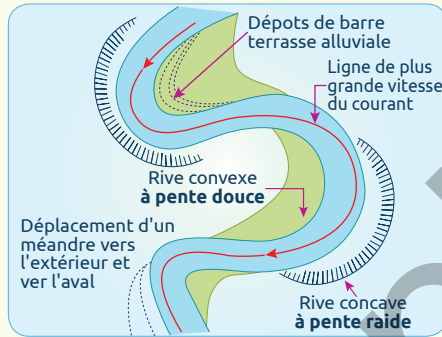 Dépots de barre
terrasse alluviale
Ligne de plus
grande vitesse
du courant
Rive convexe
à pente douce
Déplacement d'un
méandre vers
l'extérieur et
ver l'aval
Rive concave
à pente raide